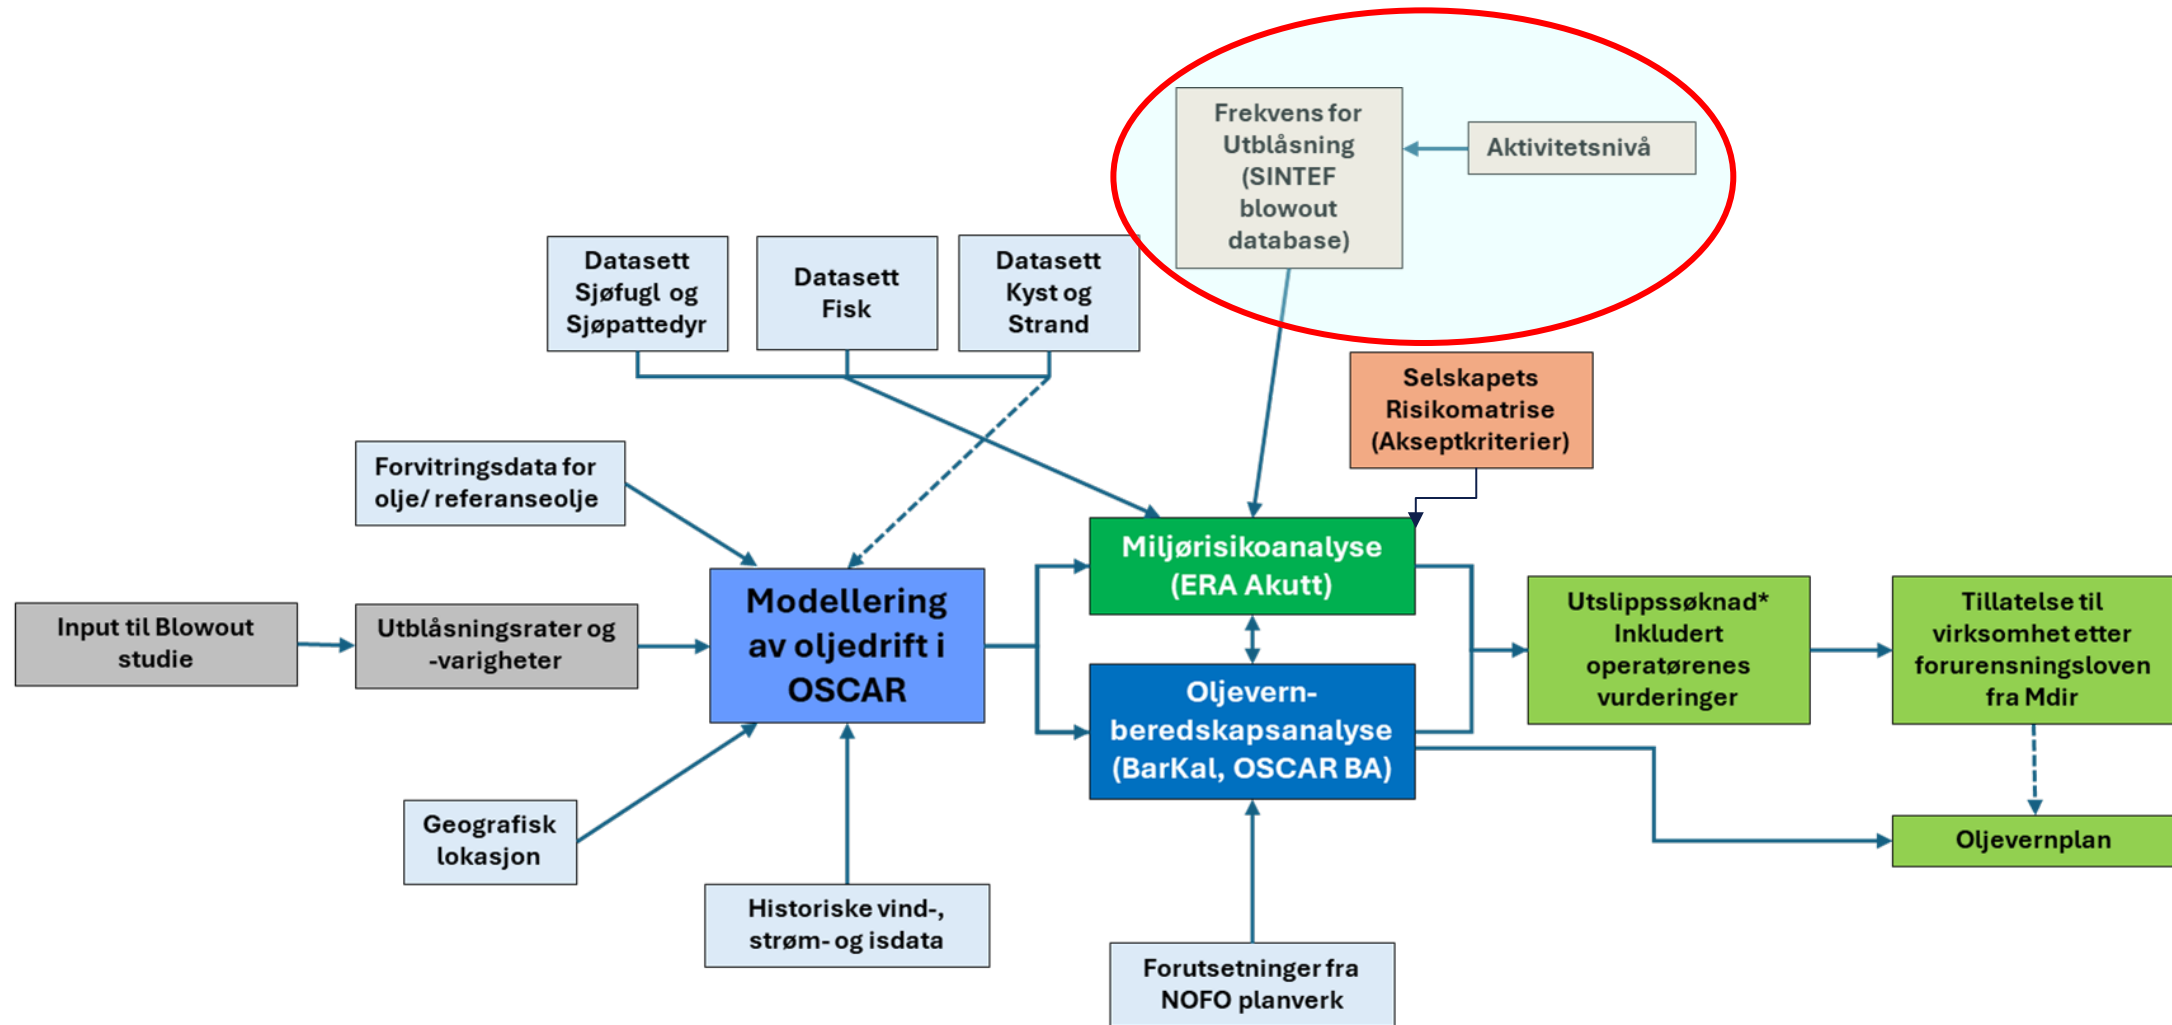 Frekvens for
Utblåsning
(SINTEF
blowout
database)
Aktivitetsnivå
Datasett
Sjøfugl og
Sjøpattedyr
Datasett
Fisk
Datasett
Kyst og
Strand
Selskapets
Risikomatrise
(Akseptkriterier)
Forvitringsdata for
olje/ referanseolje
Input til Blowout
studie
Utblåsningsrater og
-varigheter
Modellering
av oljedrift i
OSCAR
Miljørisikoanalyse
(ERA Akutt)
Oljevern-
beredskapsanalyse
(BarKal, OSCAR BA)
Utslippssøknad*
Inkludert
operatørenes
vurderinger
Tillatelse til
virksomhet etter
forurensningsloven
fra Mdir
Geografisk
lokasjon
Historiske vind-,
strøm- og isdata
Forutsetninger fra
NOFO planverk
Oljevernplan